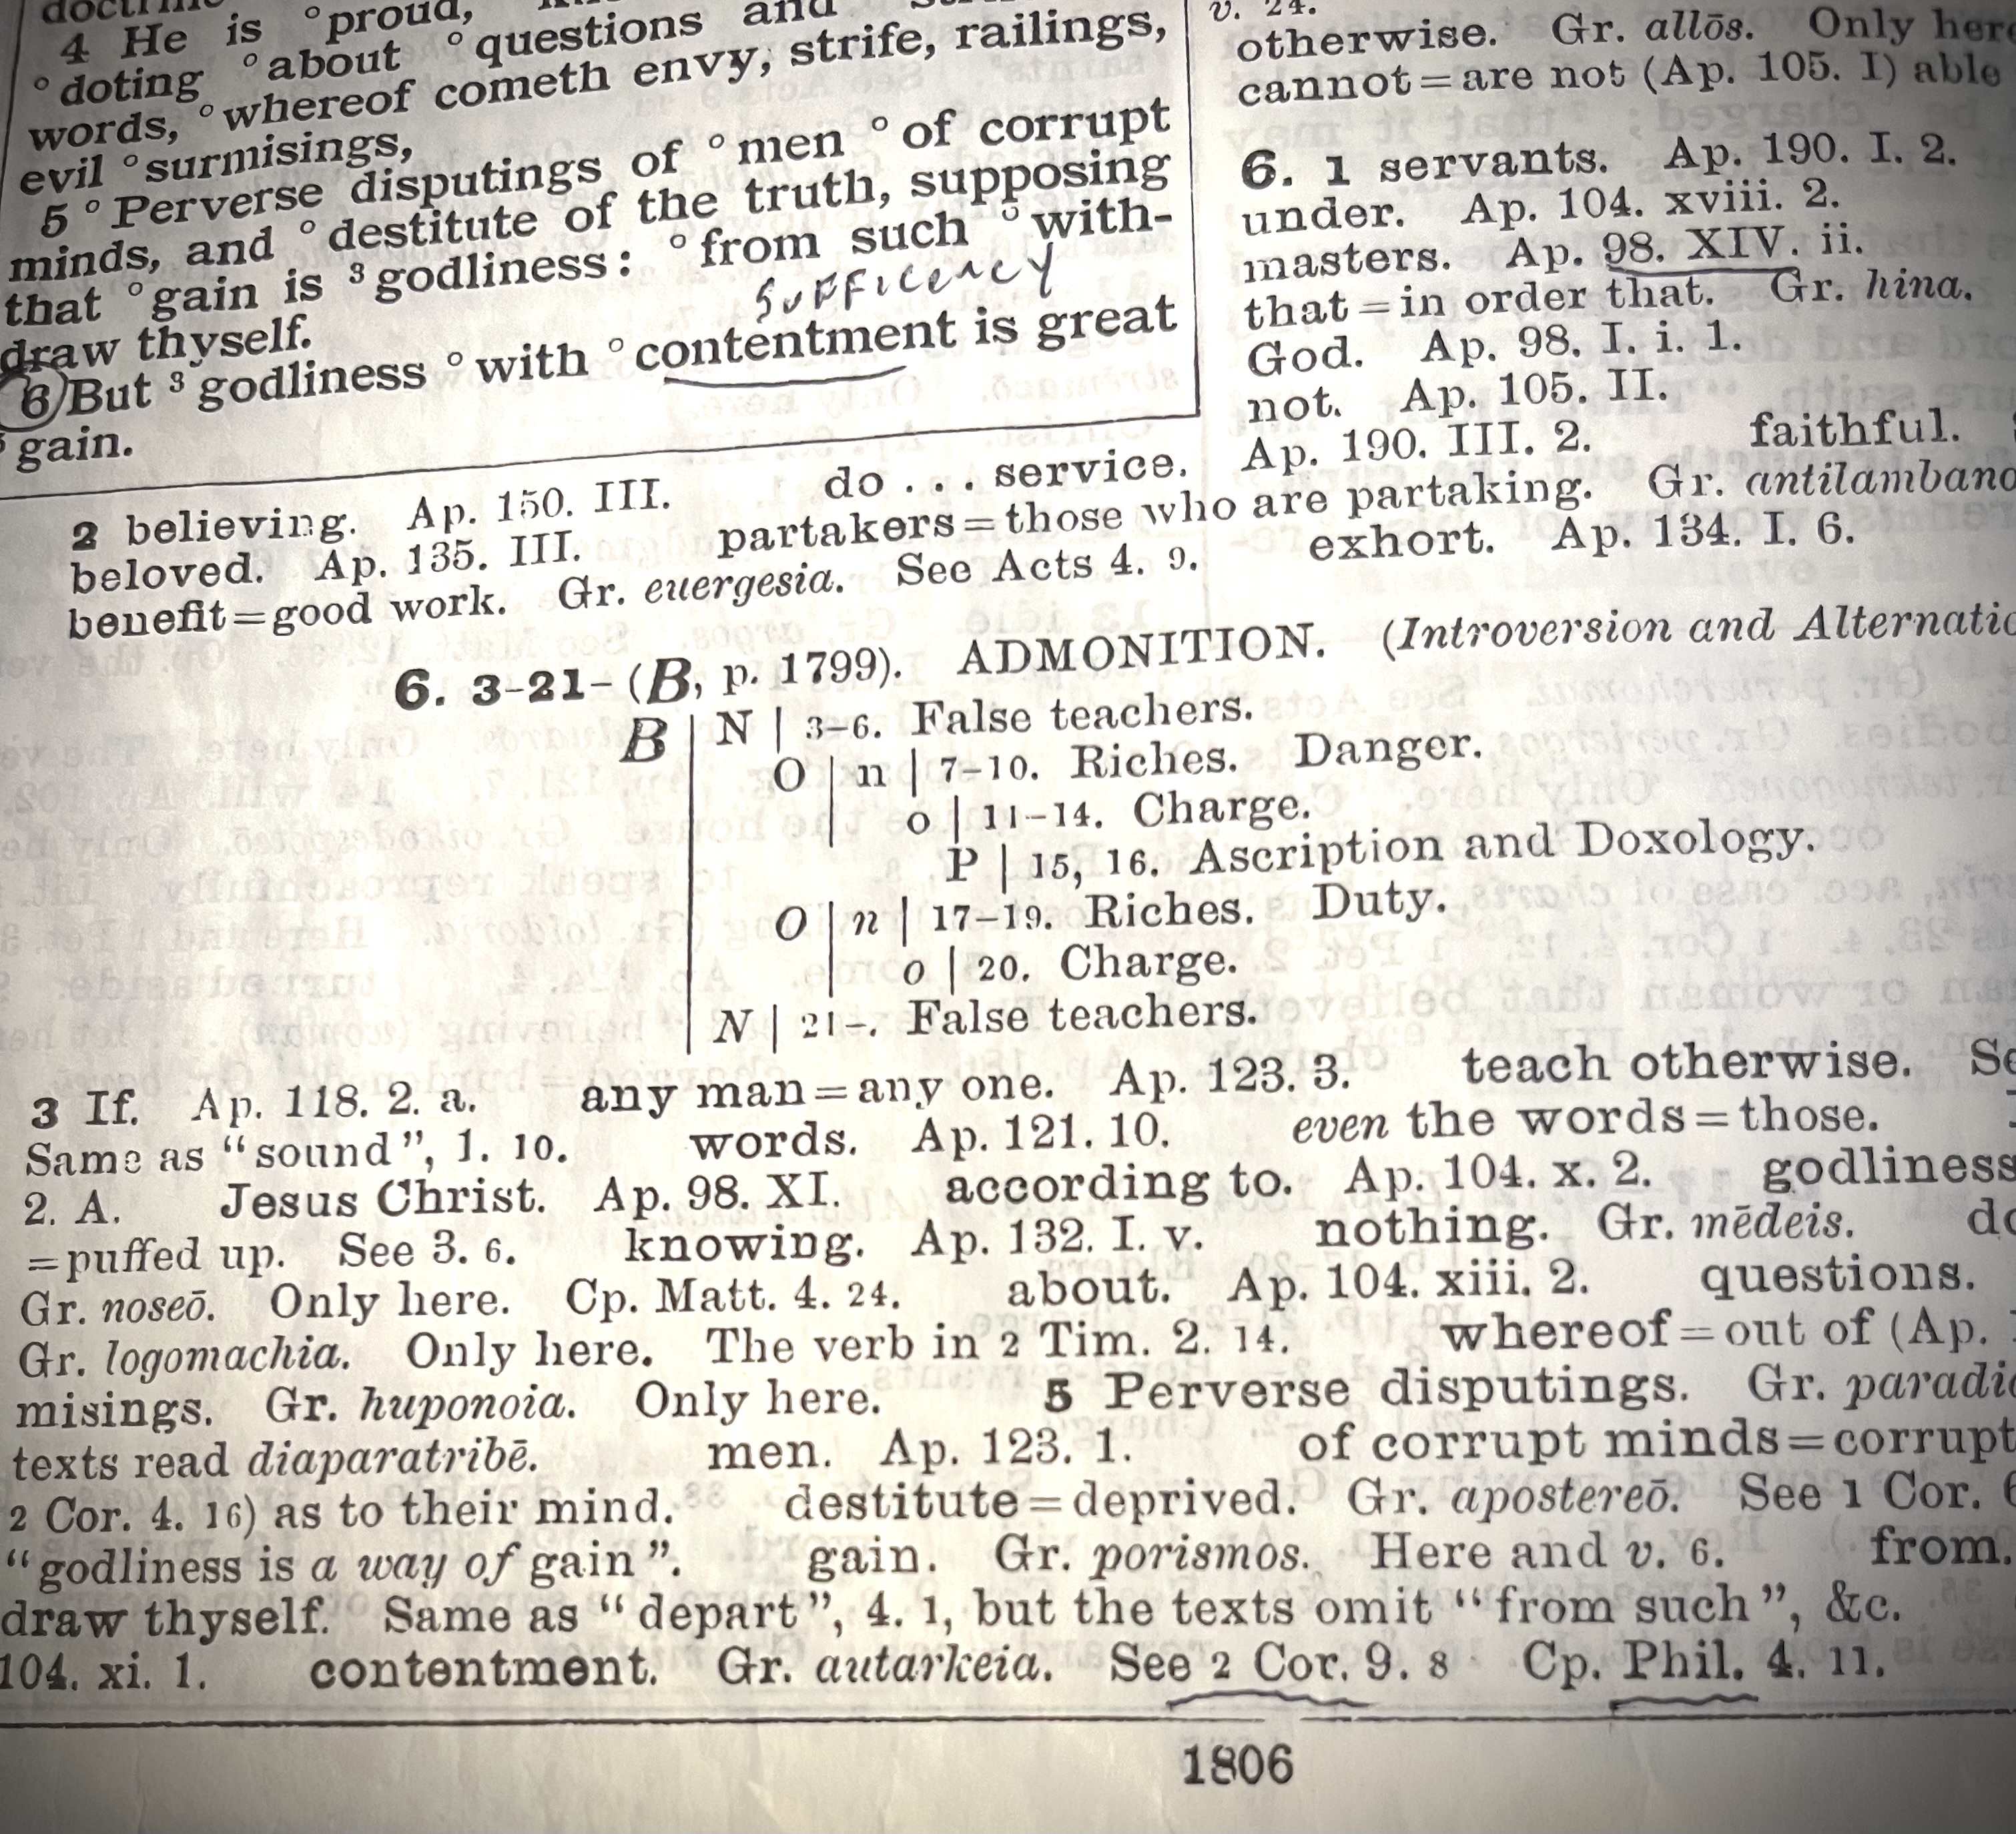 4 He is °proud,
°doting °about °questions and
words, °whereof cometh envy, strife, railings,
evil °surmisings,
5 °Perverse disputings of °men °of corrupt
minds, and °destitute of the truth, supposing
that °gain is ³godliness: °from such °with-
draw thyself.
sufficency
6 But ³godliness °with °contentment is great
⁵gain.
v. 24.
otherwise. Gr. allōs. Only here
cannot=are not (Ap. 105. I) able
6. 1 servants. Ap. 190. I. 2.
under. Ap. 104. xviii. 2.
masters. Ap. 98. XIV. ii.
that=in order that. Gr. hina.
God. Ap. 98. I. i. 1.
not. Ap. 105. II.
2 believing. Ap. 150. III. do . . . service. Ap. 190. III. 2. faithful.
beloved. Ap. 135. III. partakers=those who are partaking. Gr. antilambano
benefit=good work. Gr. euergesia. See Acts 4. 9. exhort. Ap. 134. I. 6.
6. 3-21- (B, p. 1799). ADMONITION. (Introversion and Alternatio
B | N | 3-6. False teachers.
O | n | 7-10. Riches. Danger.
o | 11-14. Charge.
P | 15, 16. Ascription and Doxology.
O | n | 17-19. Riches. Duty.
o | 20. Charge.
N | 21-. False teachers.
3 If. Ap. 118. 2. a. any man=any one. Ap. 123. 3. teach otherwise. Se
Same as "sound", 1. 10. words. Ap. 121. 10. even the words=those.
2. A. Jesus Christ. Ap. 98. XI. according to. Ap. 104. x. 2. godliness
=puffed up. See 3. 6. knowing. Ap. 132. I. v. nothing. Gr. mēdeis. do
Gr. noseō. Only here. Cp. Matt. 4. 24. about. Ap. 104. xiii. 2. questions.
Gr. logomachia. Only here. The verb in 2 Tim. 2. 14. whereof=out of (Ap.
misings. Gr. huponoia. Only here. 5 Perverse disputings. Gr. paradia
texts read diaparatribē. men. Ap. 123. 1. of corrupt minds=corrupt
2 Cor. 4. 16) as to their mind. destitute=deprived. Gr. apostereō. See 1 Cor. 6
"godliness is a way of gain". gain. Gr. porismos. Here and v. 6. from.
draw thyself. Same as "depart", 4. 1, but the texts omit "from such", &c.
104. xi. 1. contentment. Gr. autarkeia. See 2 Cor. 9. 8 Cp. Phil. 4. 11.
1806